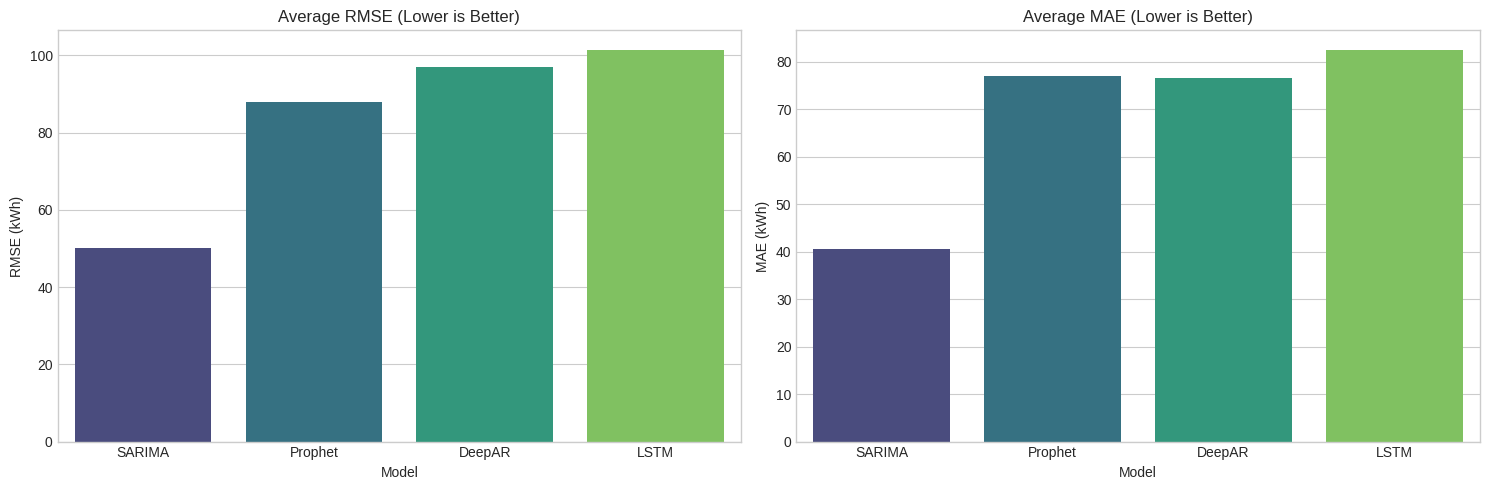 Average RMSE (Lower is Better)
RMSE (kWh)
100
80
60
40
20
0
SARIMA Prophet DeepAR LSTM
Model
Average MAE (Lower is Better)
MAE (kWh)
80
70
60
50
40
30
20
10
0
SARIMA Prophet DeepAR LSTM
Model